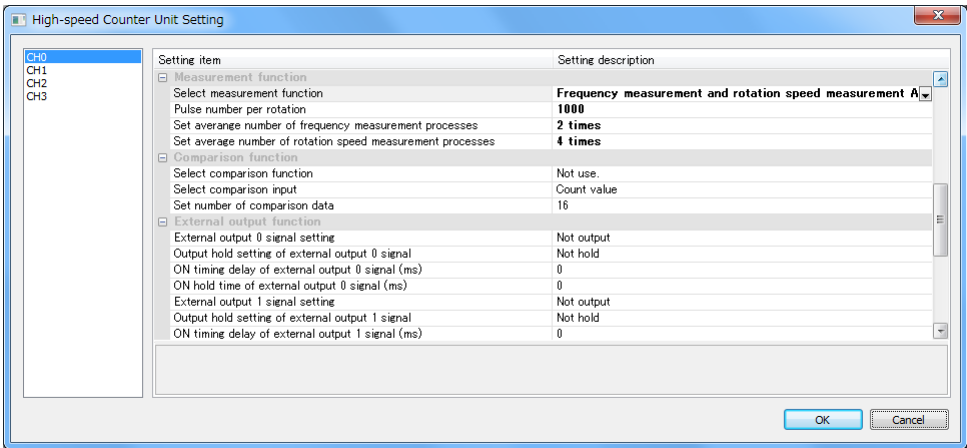 High-speed Counter Unit Setting
CH0
CH1
CH2
CH3
Setting item Setting description
Measurement function
Select measurement function Frequency measurement and rotation speed measurement A
Pulse number per rotation 1000
Set averange number of frequency measurement processes 2 times
Set average number of rotation speed measurement processes 4 times
Comparison function
Select comparison function Not use.
Select comparison input Count value
Set number of comparison data 16
External output function
External output 0 signal setting Not output
Output hold setting of external output 0 signal Not hold
ON timing delay of external output 0 signal (ms) 0
ON hold time of external output 0 signal (ms) 0
External output 1 signal setting Not output
Output hold setting of external output 1 signal Not hold
ON timing delay of external output 1 signal (ms) 0
OK Cancel